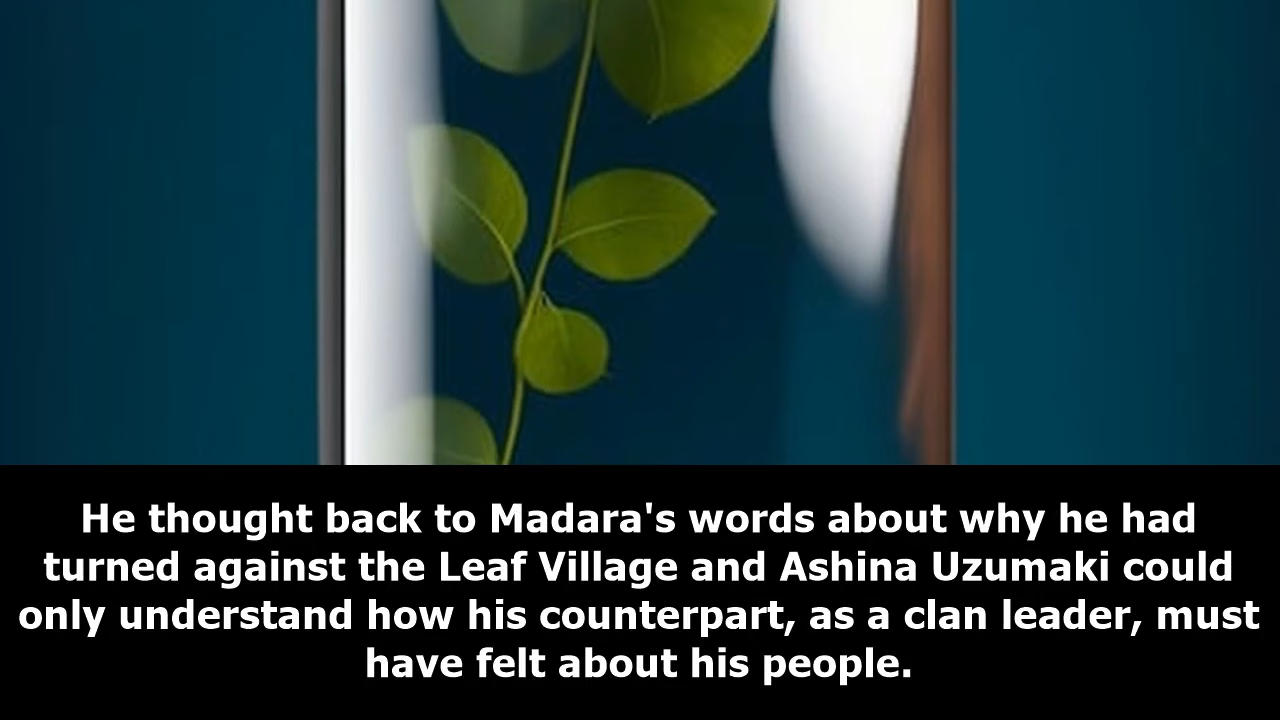 He thought back to Madara's words about why he had
turned against the Leaf Village and Ashina Uzumaki could
only understand how his counterpart, as a clan leader, must
have felt about his people.